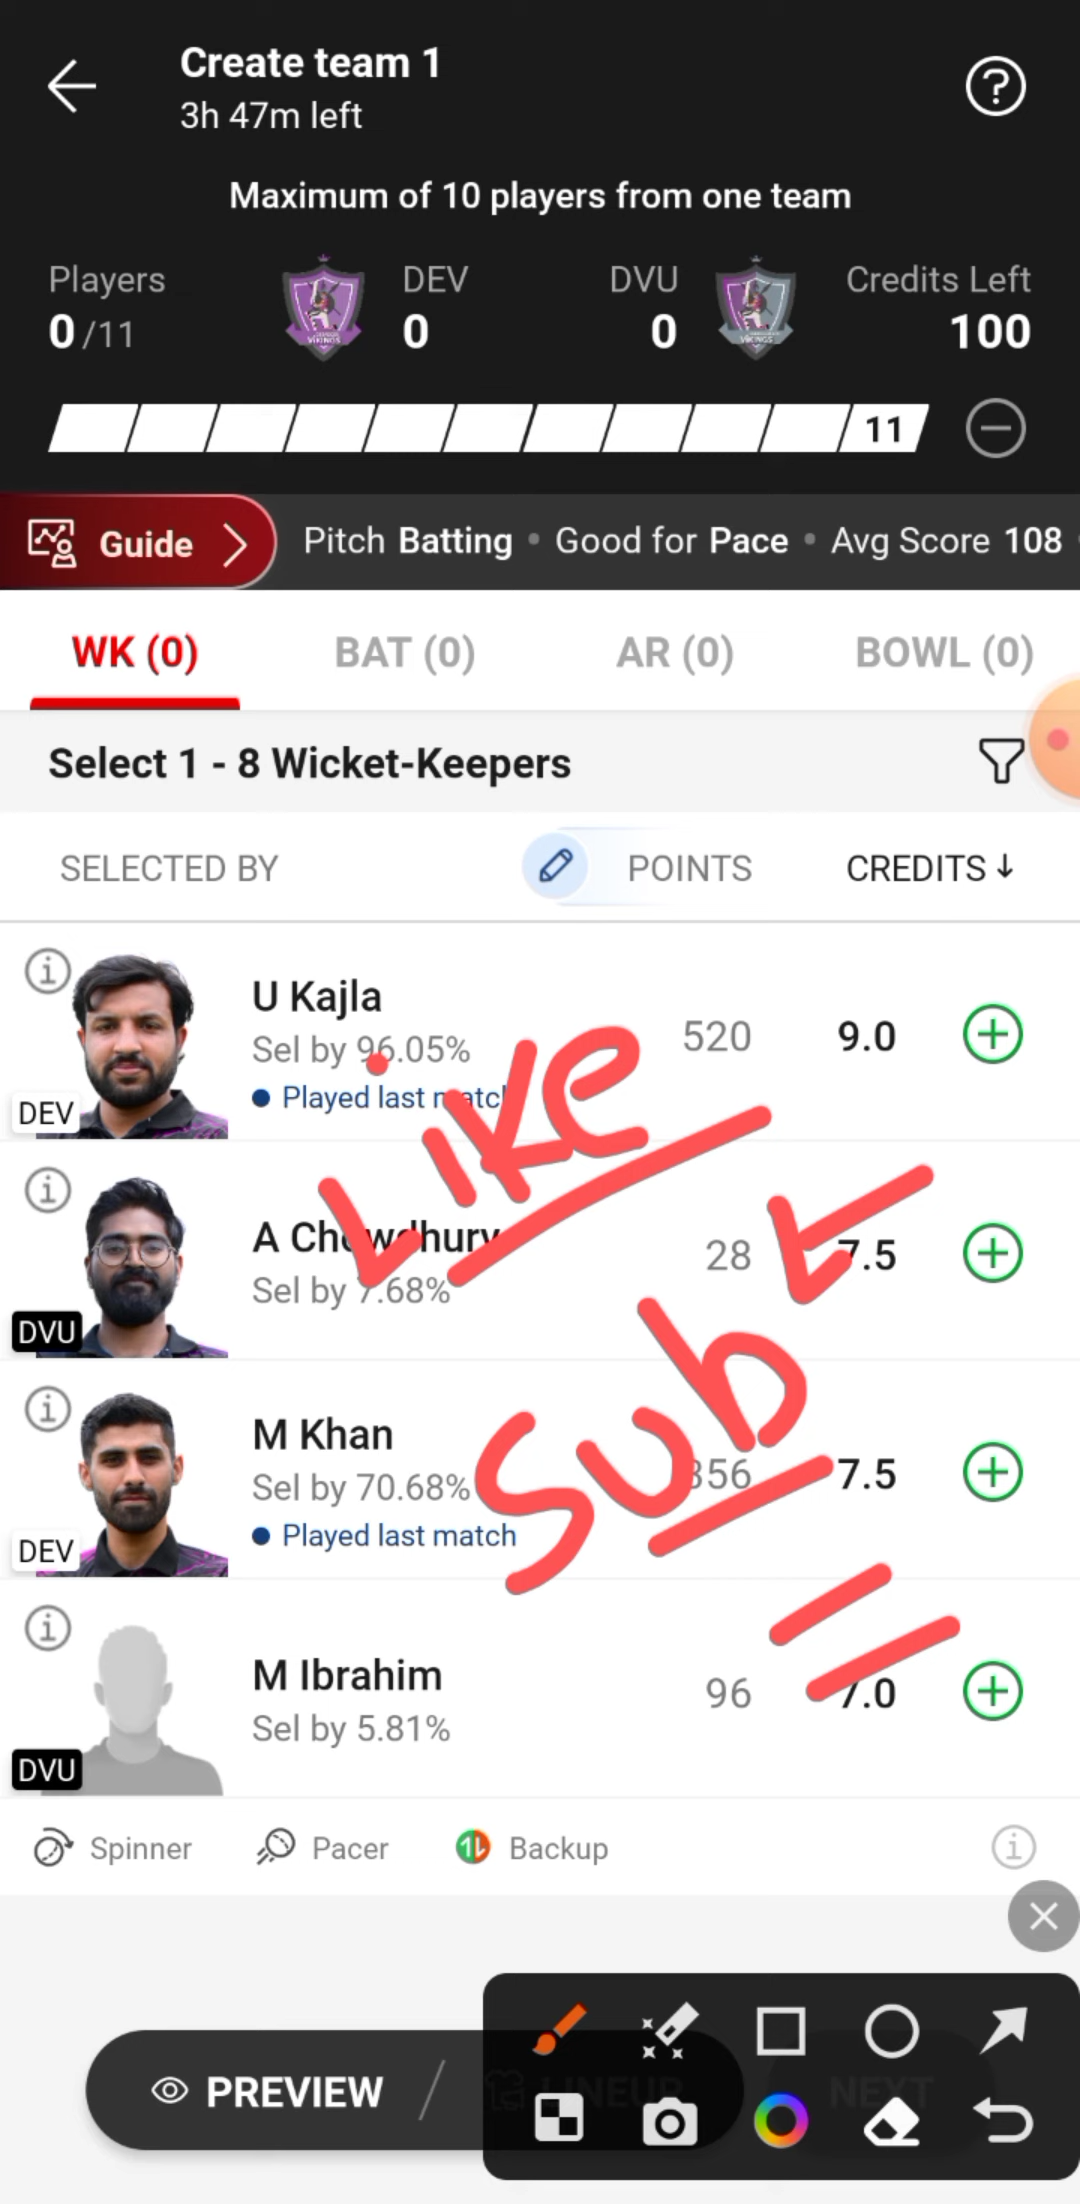 Create team 1
3h 47m left
Maximum of 10 players from one team
Players DEV DVU Credits Left
0/11 0 0 100
VIKINGS VIKINGS
11
Guide Pitch Batting • Good for Pace • Avg Score 108
WK (0) BAT (0) AR (0) BOWL (0)
Select 1 - 8 Wicket-Keepers
SELECTED BY POINTS CREDITS ↓
U Kajla
Sel by 96.05% 520 9.0
Played last match
DEV
Like
A Chowdhury
Sel by 7.68% 28 7.5
DVU
Sub
M Khan
Sel by 70.68% 356 7.5
Played last match
DEV
M Ibrahim
Sel by 5.81% 96 7.0
DVU
Spinner Pacer Backup
PREVIEW LINEUP NEXT